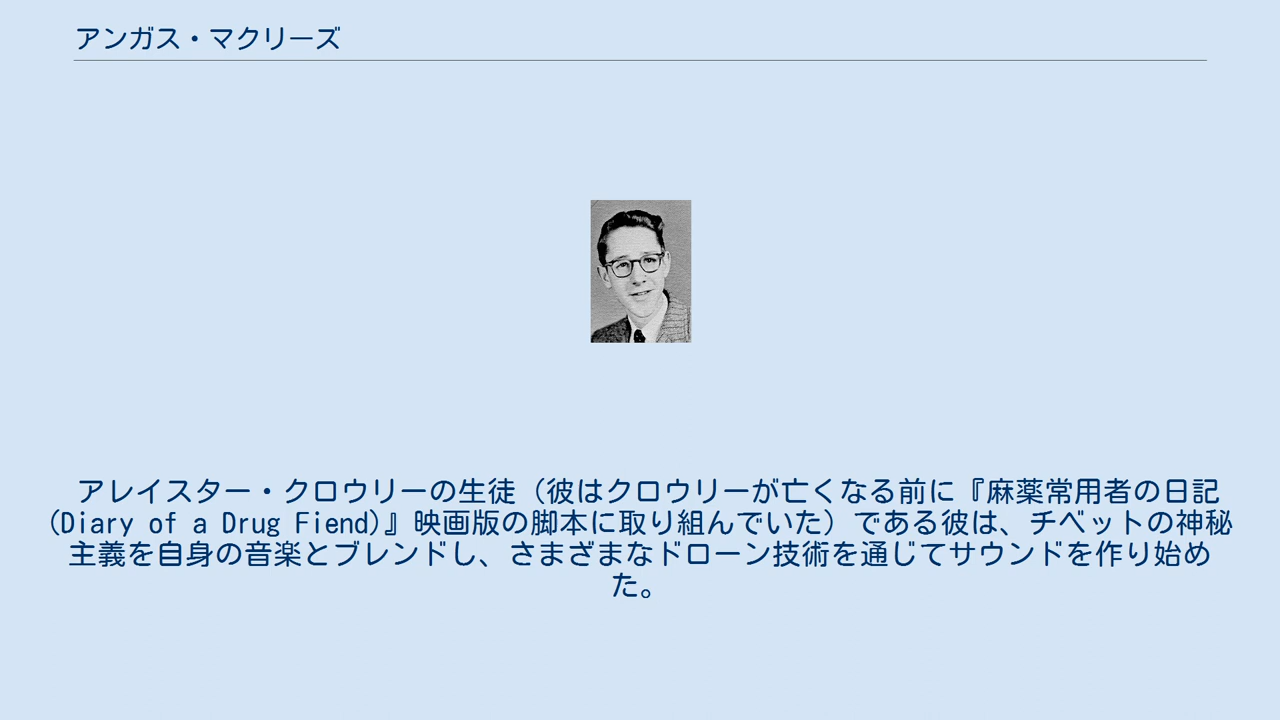 アンガス・マクリーズ
アレイスター・クロウリーの生徒（彼はクロウリーが亡くなる前に『麻薬常用者の日記
(Diary of a Drug Fiend)』映画版の脚本に取り組んでいた）である彼は、チベットの神秘
主義を自身の音楽とブレンドし、さまざまなドローン技術を通じてサウンドを作り始め
た。